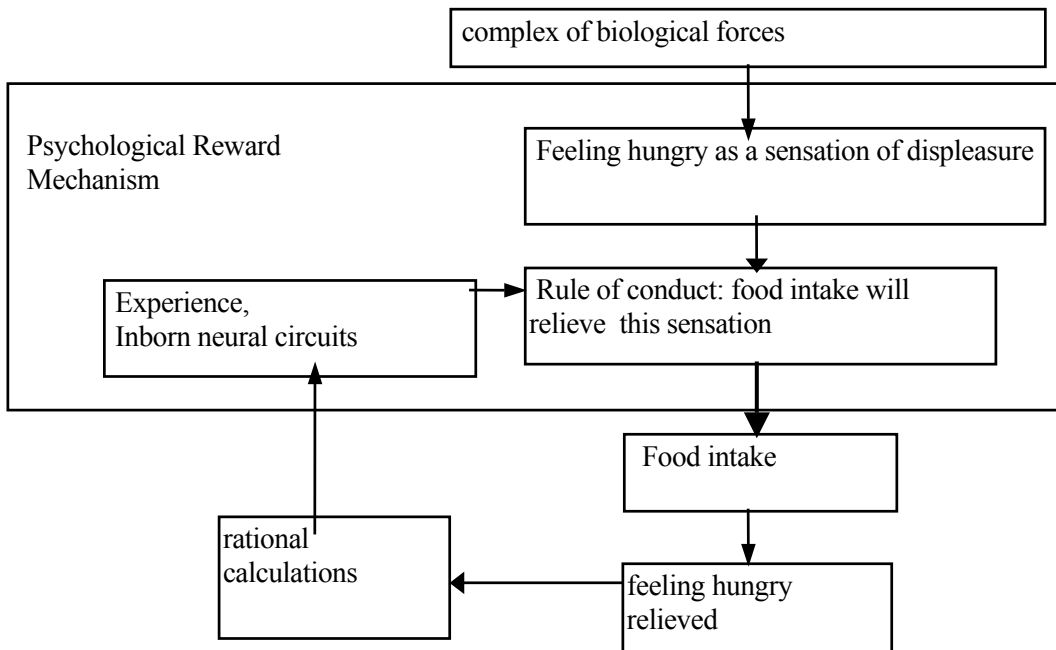 complex of biological forces
Psychological Reward
Mechanism
Feeling hungry as a sensation of displeasure
Experience,
Inborn neural circuits
Rule of conduct: food intake will
relieve this sensation
Food intake
rational
calculations
feeling hungry
relieved